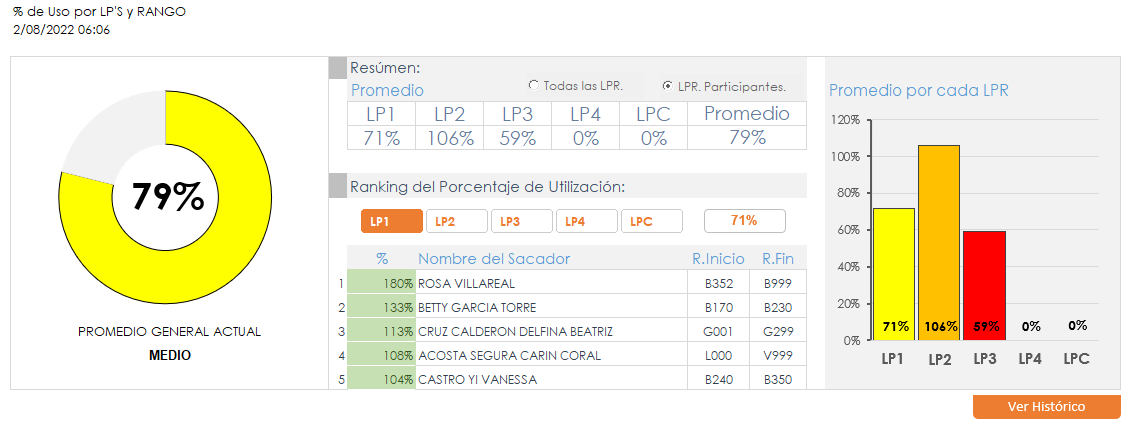 % de Uso por LP'S y RANGO
2/08/2022 06:06
79%
PROMEDIO GENERAL ACTUAL
MEDIO
Resúmen:
Promedio
Todas las LPR.
LPR. Participantes.
LP1 LP2 LP3 LP4 LPC Promedio
71% 106% 59% 0% 0% 79%
Ranking del Porcentaje de Utilización:
LP1 LP2 LP3 LP4 LPC 71%
% Nombre del Sacador R.Inicio R.Fin
1 180% ROSA VILLAREAL B352 B999
2 133% BETTY GARCIA TORRE B170 B230
3 113% CRUZ CALDERON DELFINA BEATRIZ G001 G299
4 108% ACOSTA SEGURA CARIN CORAL L000 V999
5 104% CASTRO YI VANESSA B240 B350
Promedio por cada LPR
120%
100%
80%
60%
40%
20%
0%
71% 106% 59% 0% 0%
LP1 LP2 LP3 LP4 LPC
Ver Histórico